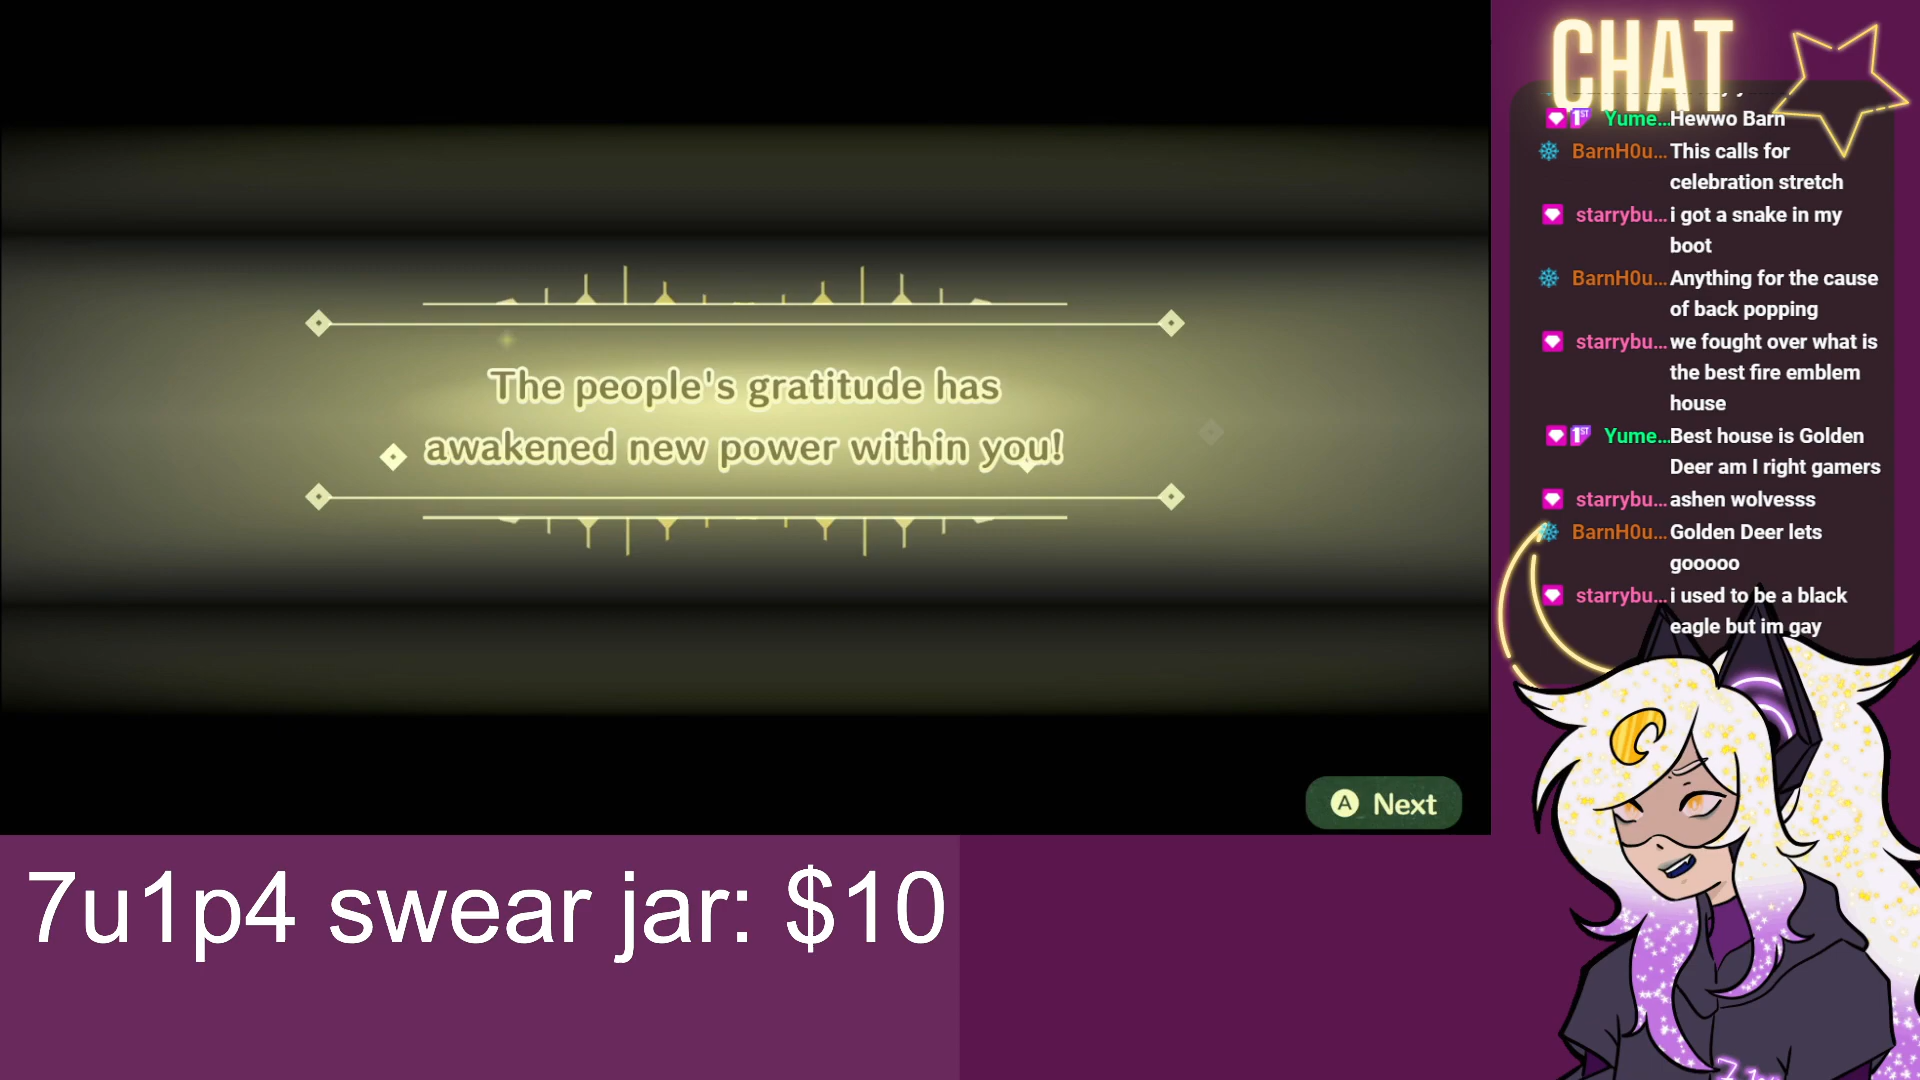 The people's gratitude has
awakened new power within you!
A Next
7u1p4 swear jar: $10
CHAT
1ST Yume... Hewwo Barn
BarnH0u... This calls for
celebration stretch
starrybu... i got a snake in my
boot
BarnH0u... Anything for the cause
of back popping
starrybu... we fought over what is
the best fire emblem
house
1ST Yume... Best house is Golden
Deer am I right gamers
starrybu... ashen wolvesss
BarnH0u... Golden Deer lets
gooooo
starrybu... i used to be a black
eagle but im gay